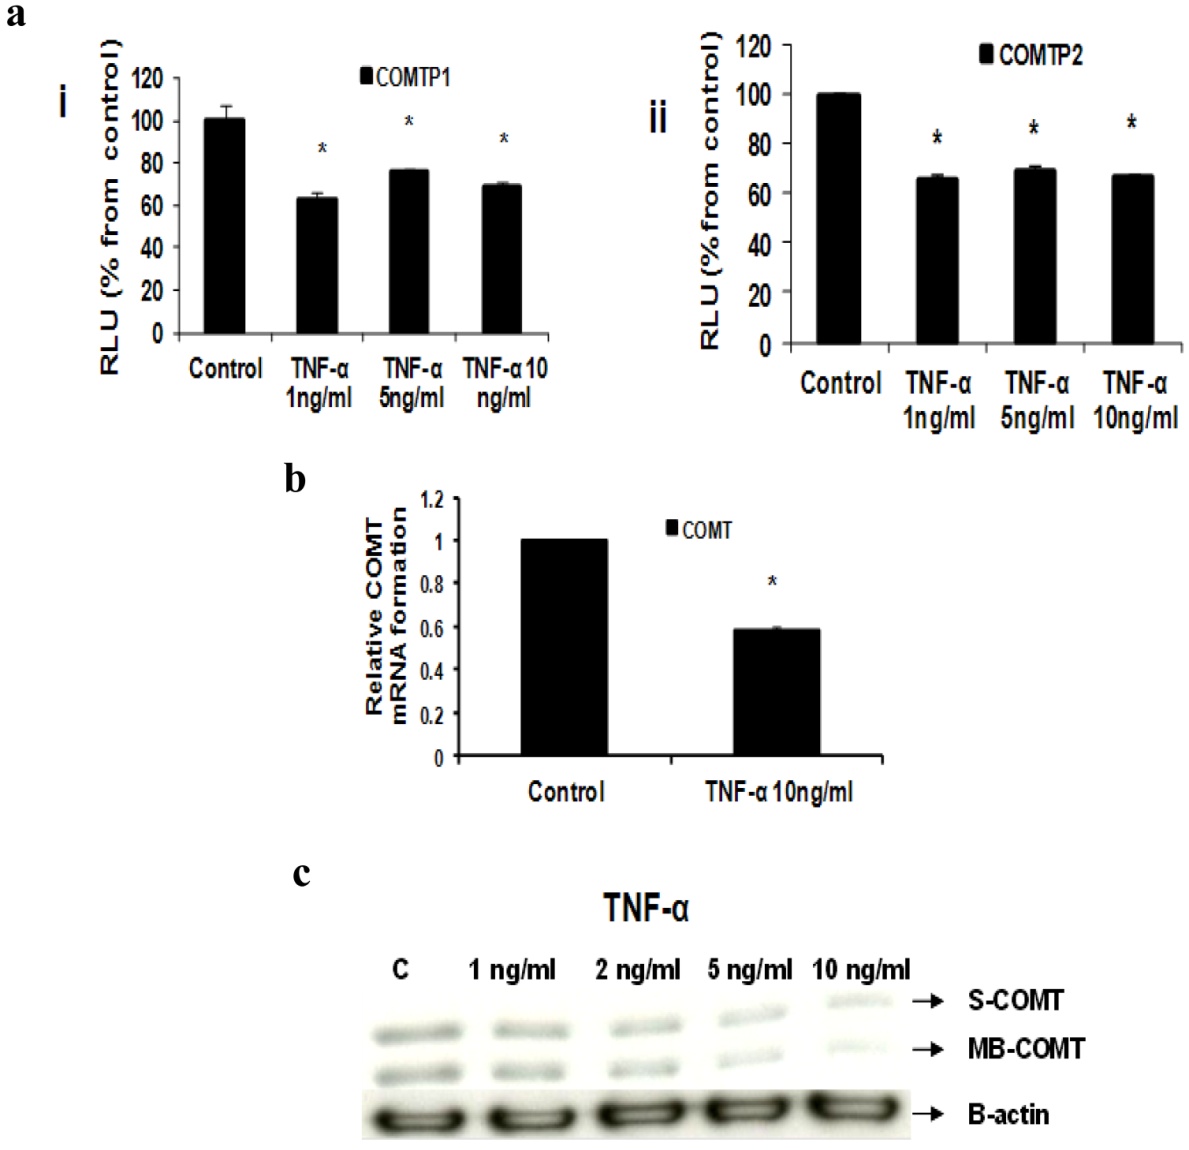 a
i
RLU (% from control)
120
100
80
60
40
20
0
COMTP1
*
*
*
Control
TNF-α
1ng/ml
TNF-α
5ng/ml
TNF-α 10
ng/ml
ii
RLU (% from control)
120
100
80
60
40
20
0
COMTP2
*
*
*
Control
TNF-α
1ng/ml
TNF-α
5ng/ml
TNF-α
10ng/ml
b
Relative COMT
mRNA formation
1.2
1
0.8
0.6
0.4
0.2
0
COMT
*
Control
TNF-α 10ng/ml
c
TNF-α
C 1 ng/ml 2 ng/ml 5 ng/ml 10 ng/ml
S-COMT
MB-COMT
B-actin